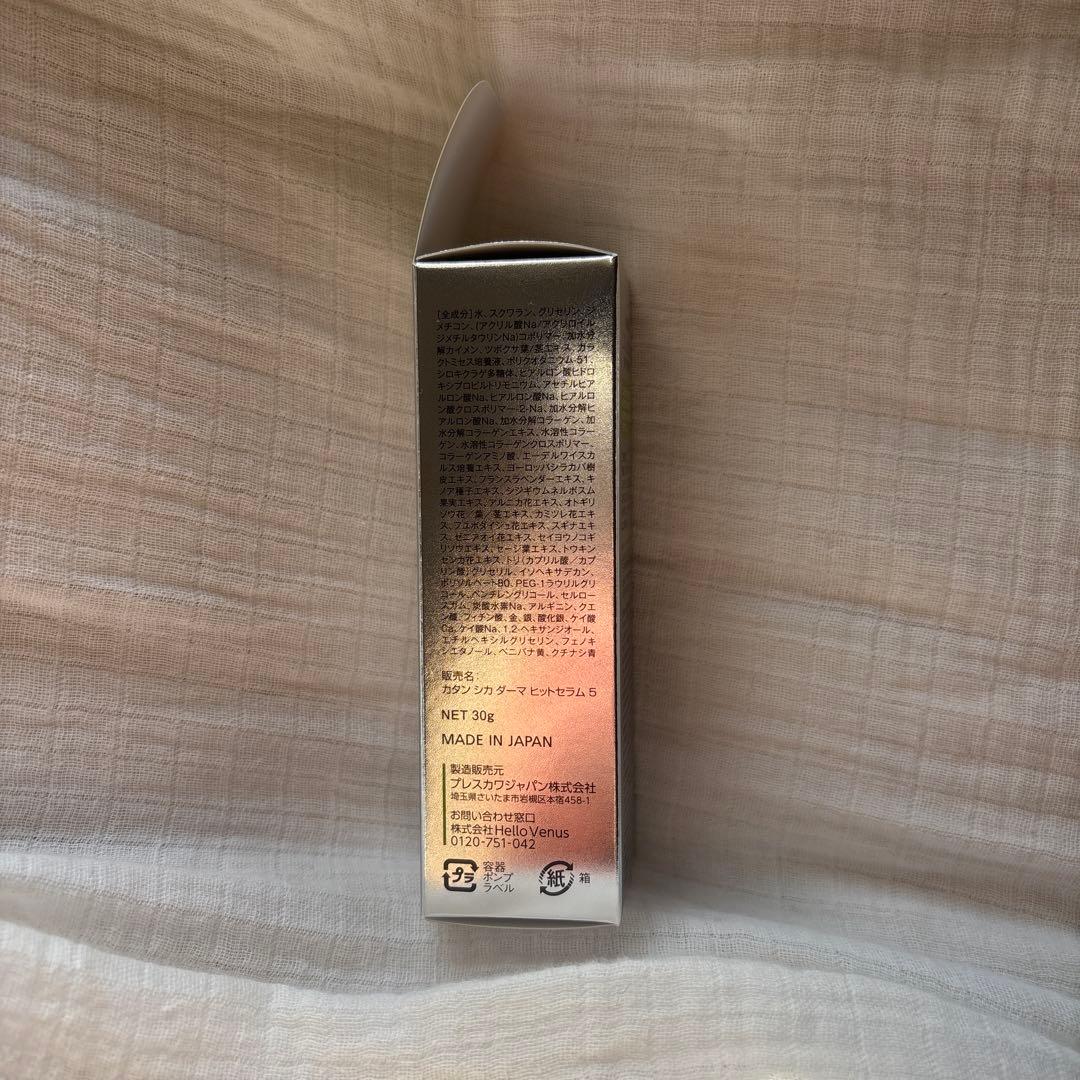 [全成分]水、スクワラン、グリセリン、ジ
メチコン、(アクリル酸Na/アクリロイル
ジメチルタウリンNa)コポリマー、加水分
解カイメン、ツボクサ葉/茎エキス、ガラ
クトミセス培養液、ポリクオタニウム-51、
シロキクラゲ多糖体、ヒアルロン酸ヒドロ
キシプロピルトリモニウム、アセチルヒア
ルロン酸Na、ヒアルロン酸Na、ヒアルロ
ン酸クロスポリマー-2-Na、加水分解ヒ
アルロン酸Na、加水分解コラーゲン、加
水分解コラーゲンエキス、水溶性コラー
ゲン、水溶性コラーゲンクロスポリマー、
コラーゲンアミノ酸、エーデルワイスカ
ルス培養エキス、ヨーロッパシラカバ樹
皮エキス、フランスラベンダーエキス、キ
ノア種子エキス、シジギウムネルボスム
果実エキス、アルニカ花エキス、オトギリ
ソウ花／葉／茎エキス、カミツレ花エキ
ス、フユボダイジュ花エキス、スギナエキ
ス、ゼニアオイ花エキス、セイヨウノコギ
リソウエキス、セージ葉エキス、トウキン
センカ花エキス、トリ(カプリル酸／カプ
リン酸)グリセリル、イソヘキサデカン、
ポリソルベート80、PEG-1ラウリルグリ
コール、ペンチレングリコール、セルロー
スガム、炭酸水素Na、アルギニン、クエ
ン酸、フィチン酸、金、銀、酸化銀、ケイ酸
Ca、ケイ酸Na、1,2-ヘキサンジオール、
エチルヘキシルグリセリン、フェノキ
シエタノール、ベニバナ黄、クチナシ青
販売名:
カタン シカ ダーマ ヒットセラム 5
NET 30g
MADE IN JAPAN
製造販売元
プレスカワジャパン株式会社
埼玉県さいたま市岩槻区本宿458-1
お問い合わせ窓口
株式会社Hello Venus
0120-751-042
プラ 容器
ポンプ
ラベル
紙 箱